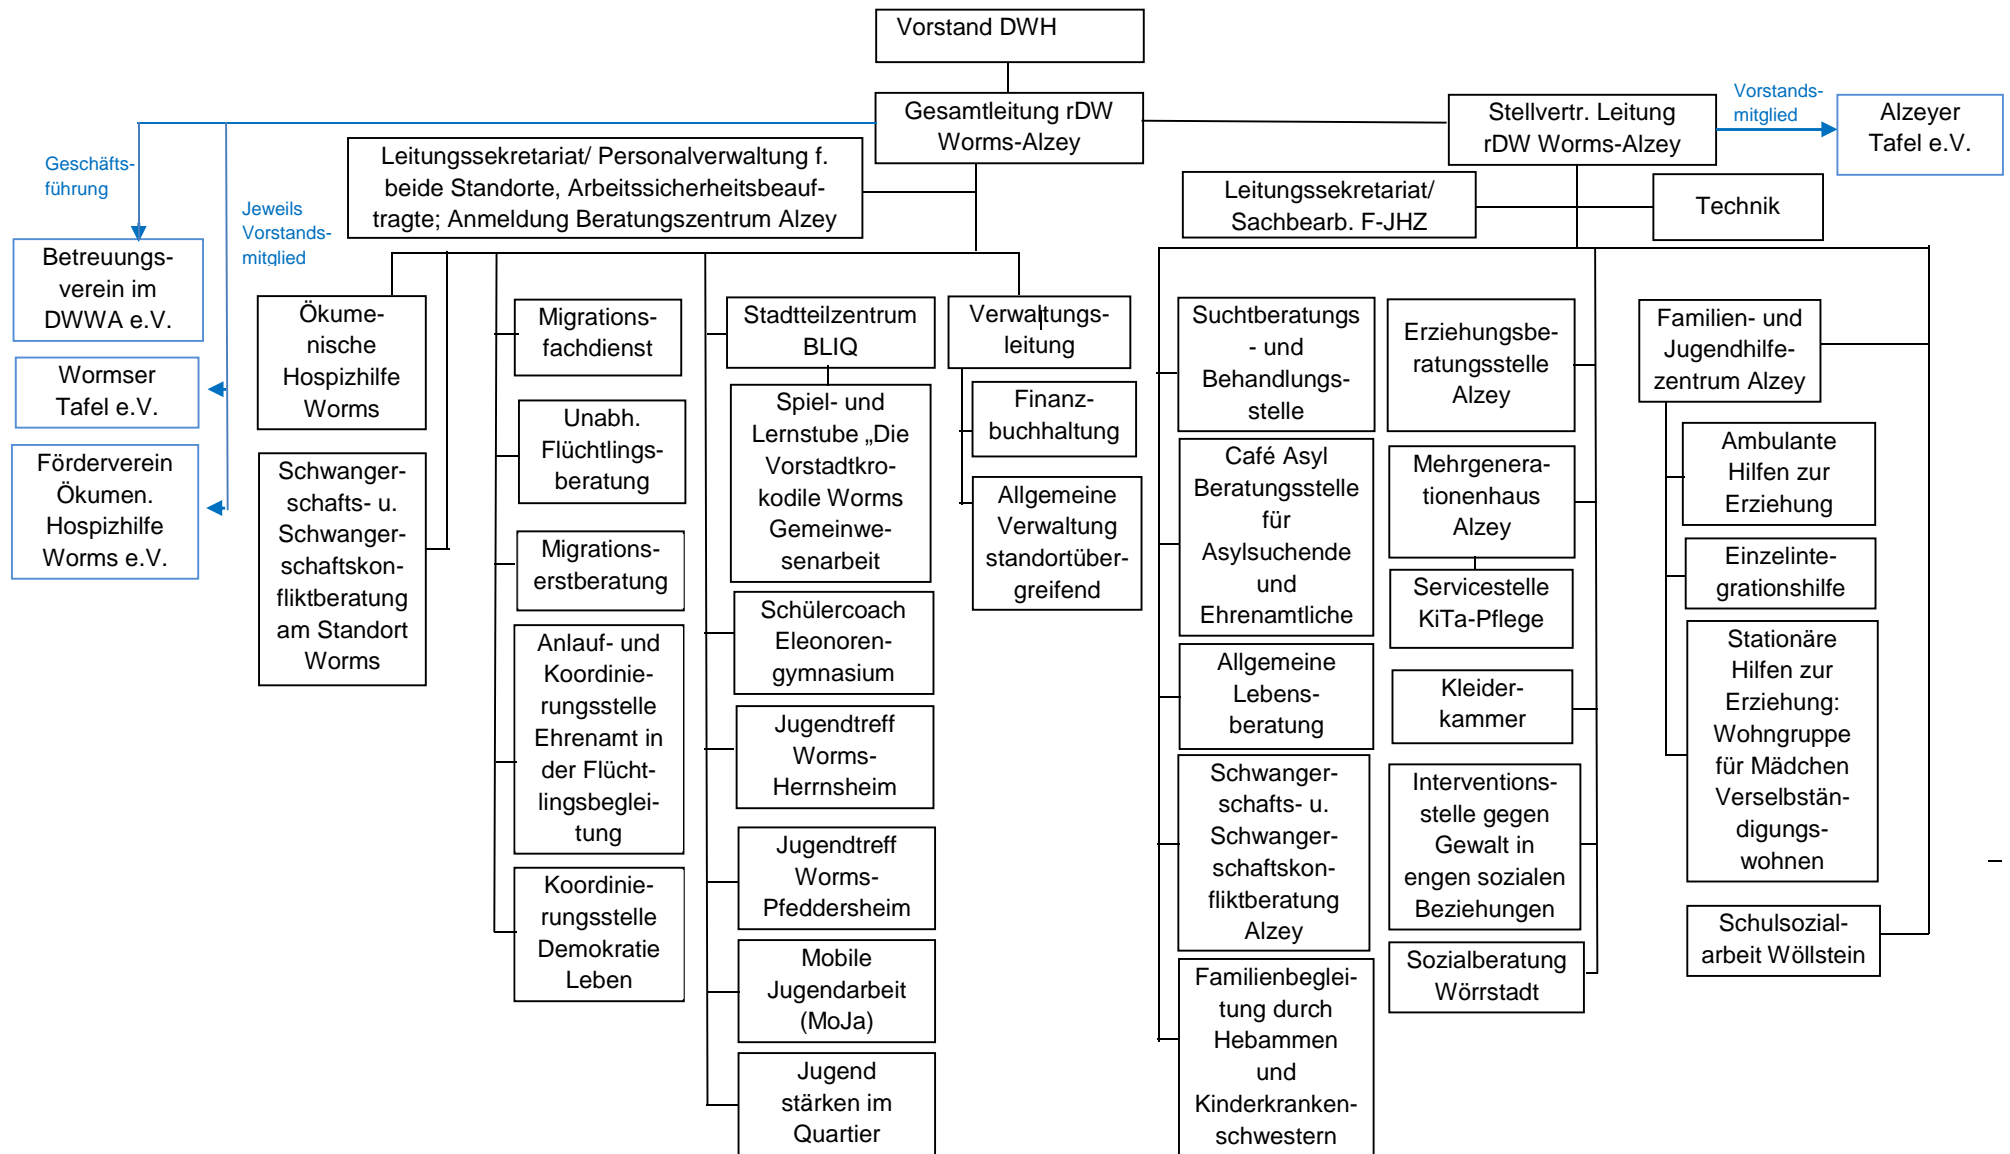 Vorstand DWH
Gesamtleitung rDW
Worms-Alzey
Stellvertr. Leitung
rDW Worms-Alzey
Vorstands-
mitglied
Alzeyer
Tafel e.V.
Geschäfts-
führung
Jeweils
Vorstands-
mitglied
Leitungssekretariat/ Personalverwaltung f.
beide Standorte, Arbeitssicherheitsbeauf-
tragte; Anmeldung Beratungszentrum Alzey
Leitungssekretariat/
Sachbearb. F-JHZ
Technik
Betreuungs-
verein im
DWWA e.V.
Wormser
Tafel e.V.
Förderverein
Ökumen.
Hospizhilfe
Worms e.V.
Ökume-
nische
Hospizhilfe
Worms
Schwanger-
schafts- u.
Schwanger-
schaftskon-
fliktberatung
am Standort
Worms
Migrations-
fachdienst
Unabh.
Flüchtlings-
beratung
Migrations-
erstberatung
Anlauf- und
Koordinie-
rungsstelle
Ehrenamt in
der Flücht-
lingsbeglei-
tung
Koordinie-
rungsstelle
Demokratie
Leben
Stadtteilzentrum
BLIQ
Spiel- und
Lernstube „Die
Vorstadtkro-
kodile Worms
Gemeinwe-
senarbeit
Schülercoach
Eleonoren-
gymnasium
Jugendtreff
Worms-
Herrnsheim
Jugendtreff
Worms-
Pfeddersheim
Mobile
Jugendarbeit
(MoJa)
Jugend
stärken im
Quartier
Verwaltungs-
leitung
Finanz-
buchhaltung
Allgemeine
Verwaltung
standortüber-
greifend
Suchtberatungs
- und
Behandlungs-
stelle
Café Asyl
Beratungsstelle
für
Asylsuchende
und
Ehrenamtliche
Allgemeine
Lebens-
beratung
Schwanger-
schafts- u.
Schwanger-
schaftskon-
fliktberatung
Alzey
Familienbeglei-
tung durch
Hebammen
und
Kinderkranken-
schwestern
Erziehungsbe-
ratungsstelle
Alzey
Mehrgenera-
tionenhaus
Alzey
Servicestelle
KiTa-Pflege
Kleider-
kammer
Interventions-
stelle gegen
Gewalt in
engen sozialen
Beziehungen
Sozialberatung
Wörrstadt
Familien- und
Jugendhilfe-
zentrum Alzey
Ambulante
Hilfen zur
Erziehung
Einzelinte-
grationshilfe
Stationäre
Hilfen zur
Erziehung:
Wohngruppe
für Mädchen
Verselbstän-
digungs-
wohnen
Schulsozial-
arbeit Wöllstein